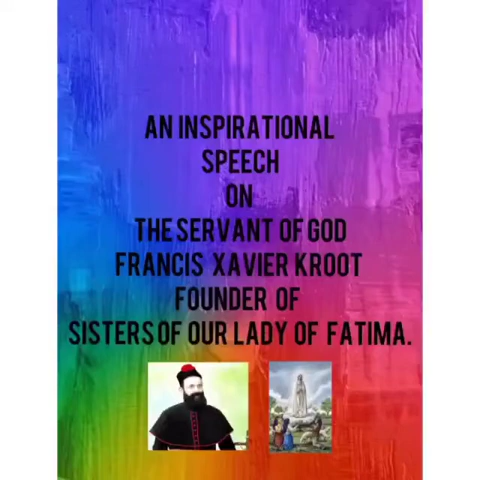 AN INSPIRATIONAL
SPEECH
ON
THE SERVANT OF GOD
FRANCIS XAVIER KROOT
FOUNDER OF
SISTERS OF OUR LADY OF FATIMA.